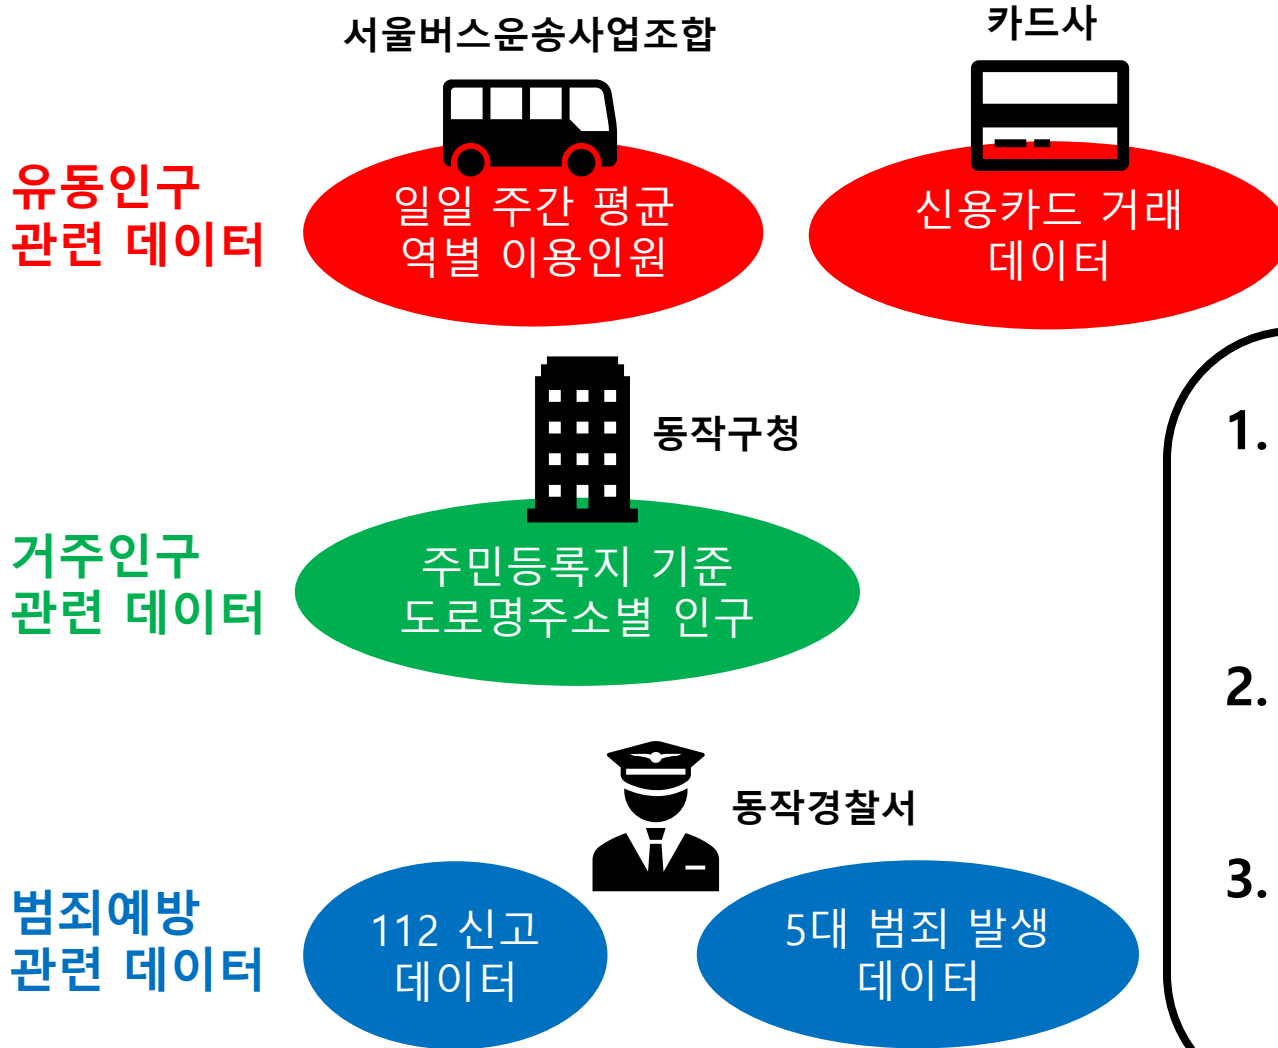 서울버스운송사업조합
카드사
유동인구
관련 데이터
일일 주간 평균
역별 이용인원
신용카드 거래
데이터
동작구청
거주인구
관련 데이터
주민등록지 기준
도로명주소별 인구
동작경찰서
범죄예방
관련 데이터
112 신고
데이터
5대 범죄 발생
데이터
1.
2.
3.